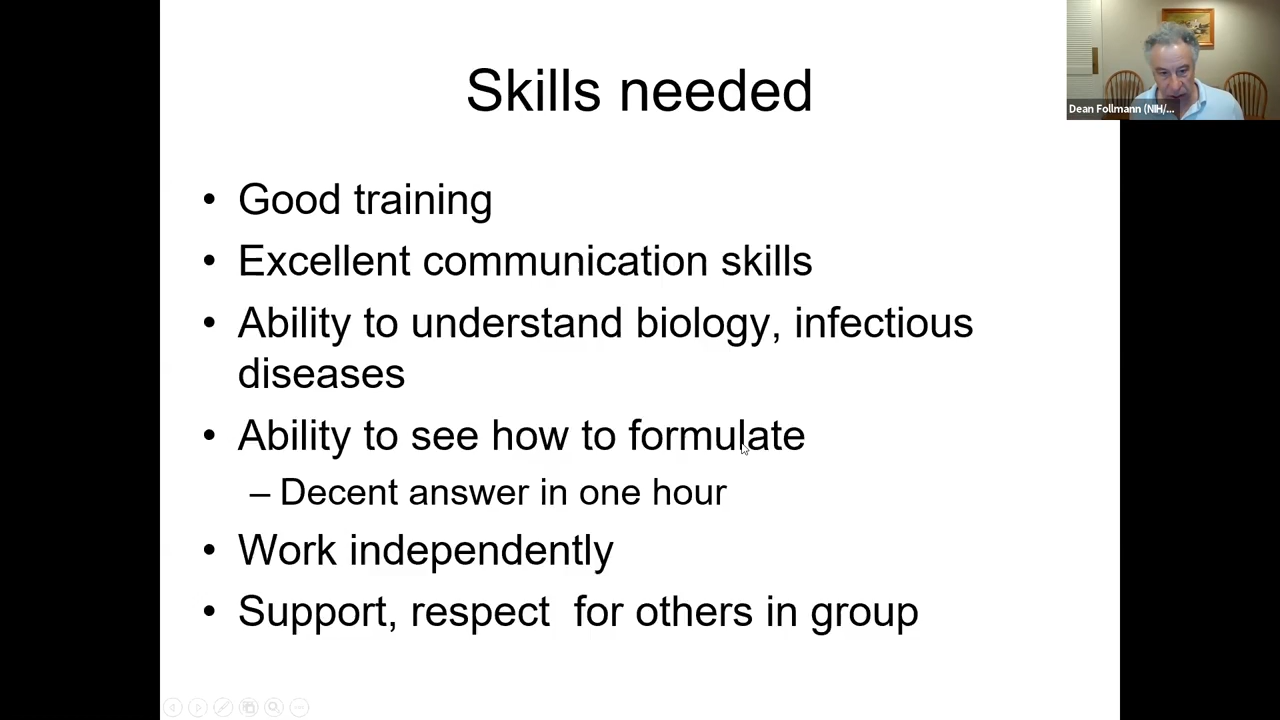 Skills needed
Dean Follmann (NIH/...
• Good training
• Excellent communication skills
• Ability to understand biology, infectious
diseases
• Ability to see how to formulate
– Decent answer in one hour
• Work independently
• Support, respect  for others in group